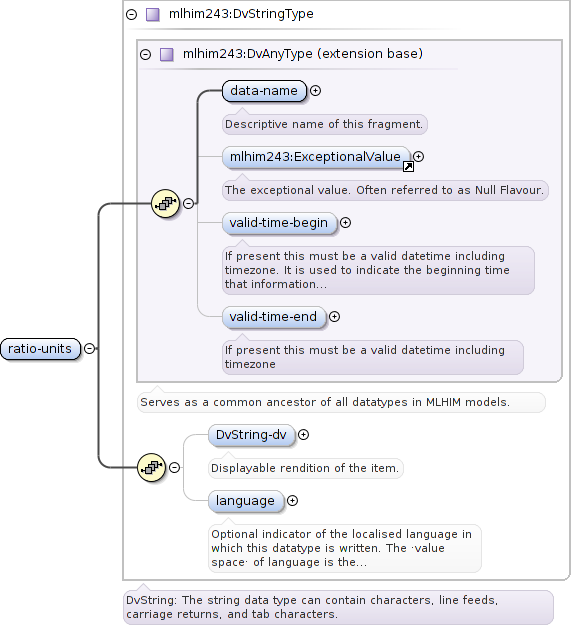 mlhim243:DvStringType
mlhim243:DvAnyType (extension base)
data-name
Descriptive name of this fragment.
mlhim243:ExceptionalValue
The exceptional value. Often referred to as Null Flavour.
valid-time-begin
If present this must be a valid datetime including
timezone. It is used to indicate the beginning time
that information...
valid-time-end
If present this must be a valid datetime including
timezone
ratio-units
Serves as a common ancestor of all datatypes in MLHIM models.
DvString-dv
Displayable rendition of the item.
language
Optional indicator of the localised language in
which this datatype is written. The ·value
space· of language is the...
DvString: The string data type can contain characters, line feeds,
carriage returns, and tab characters.